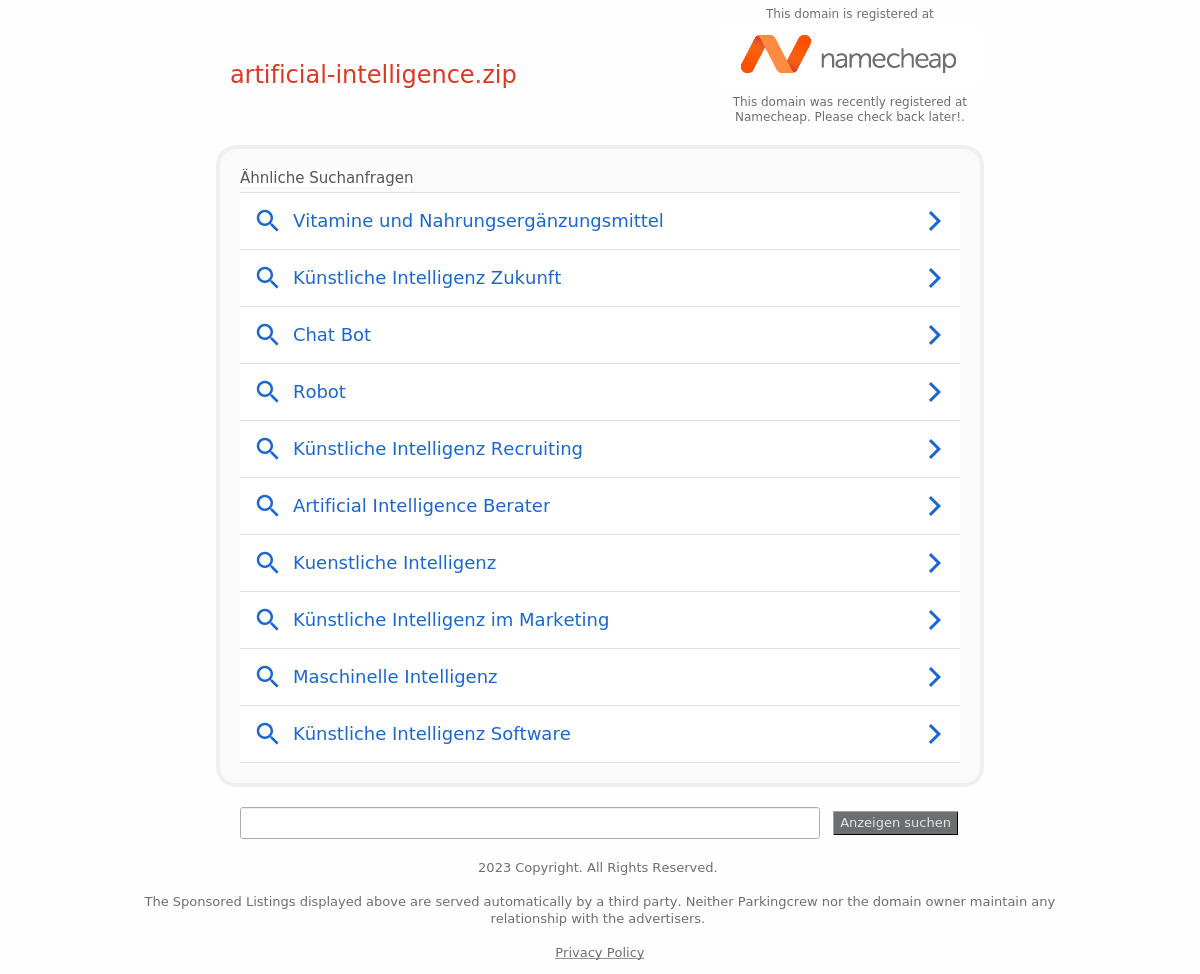 This domain is registered at
namecheap
artificial-intelligence.zip
This domain was recently registered at
Namecheap. Please check back later!.
Ähnliche Suchanfragen
Vitamine und Nahrungsergänzungsmittel
Künstliche Intelligenz Zukunft
Chat Bot
Robot
Künstliche Intelligenz Recruiting
Artificial Intelligence Berater
Kuenstliche Intelligenz
Künstliche Intelligenz im Marketing
Maschinelle Intelligenz
Künstliche Intelligenz Software
Anzeigen suchen
2023 Copyright. All Rights Reserved.
The Sponsored Listings displayed above are served automatically by a third party. Neither Parkingcrew nor the domain owner maintain any
relationship with the advertisers.
Privacy Policy